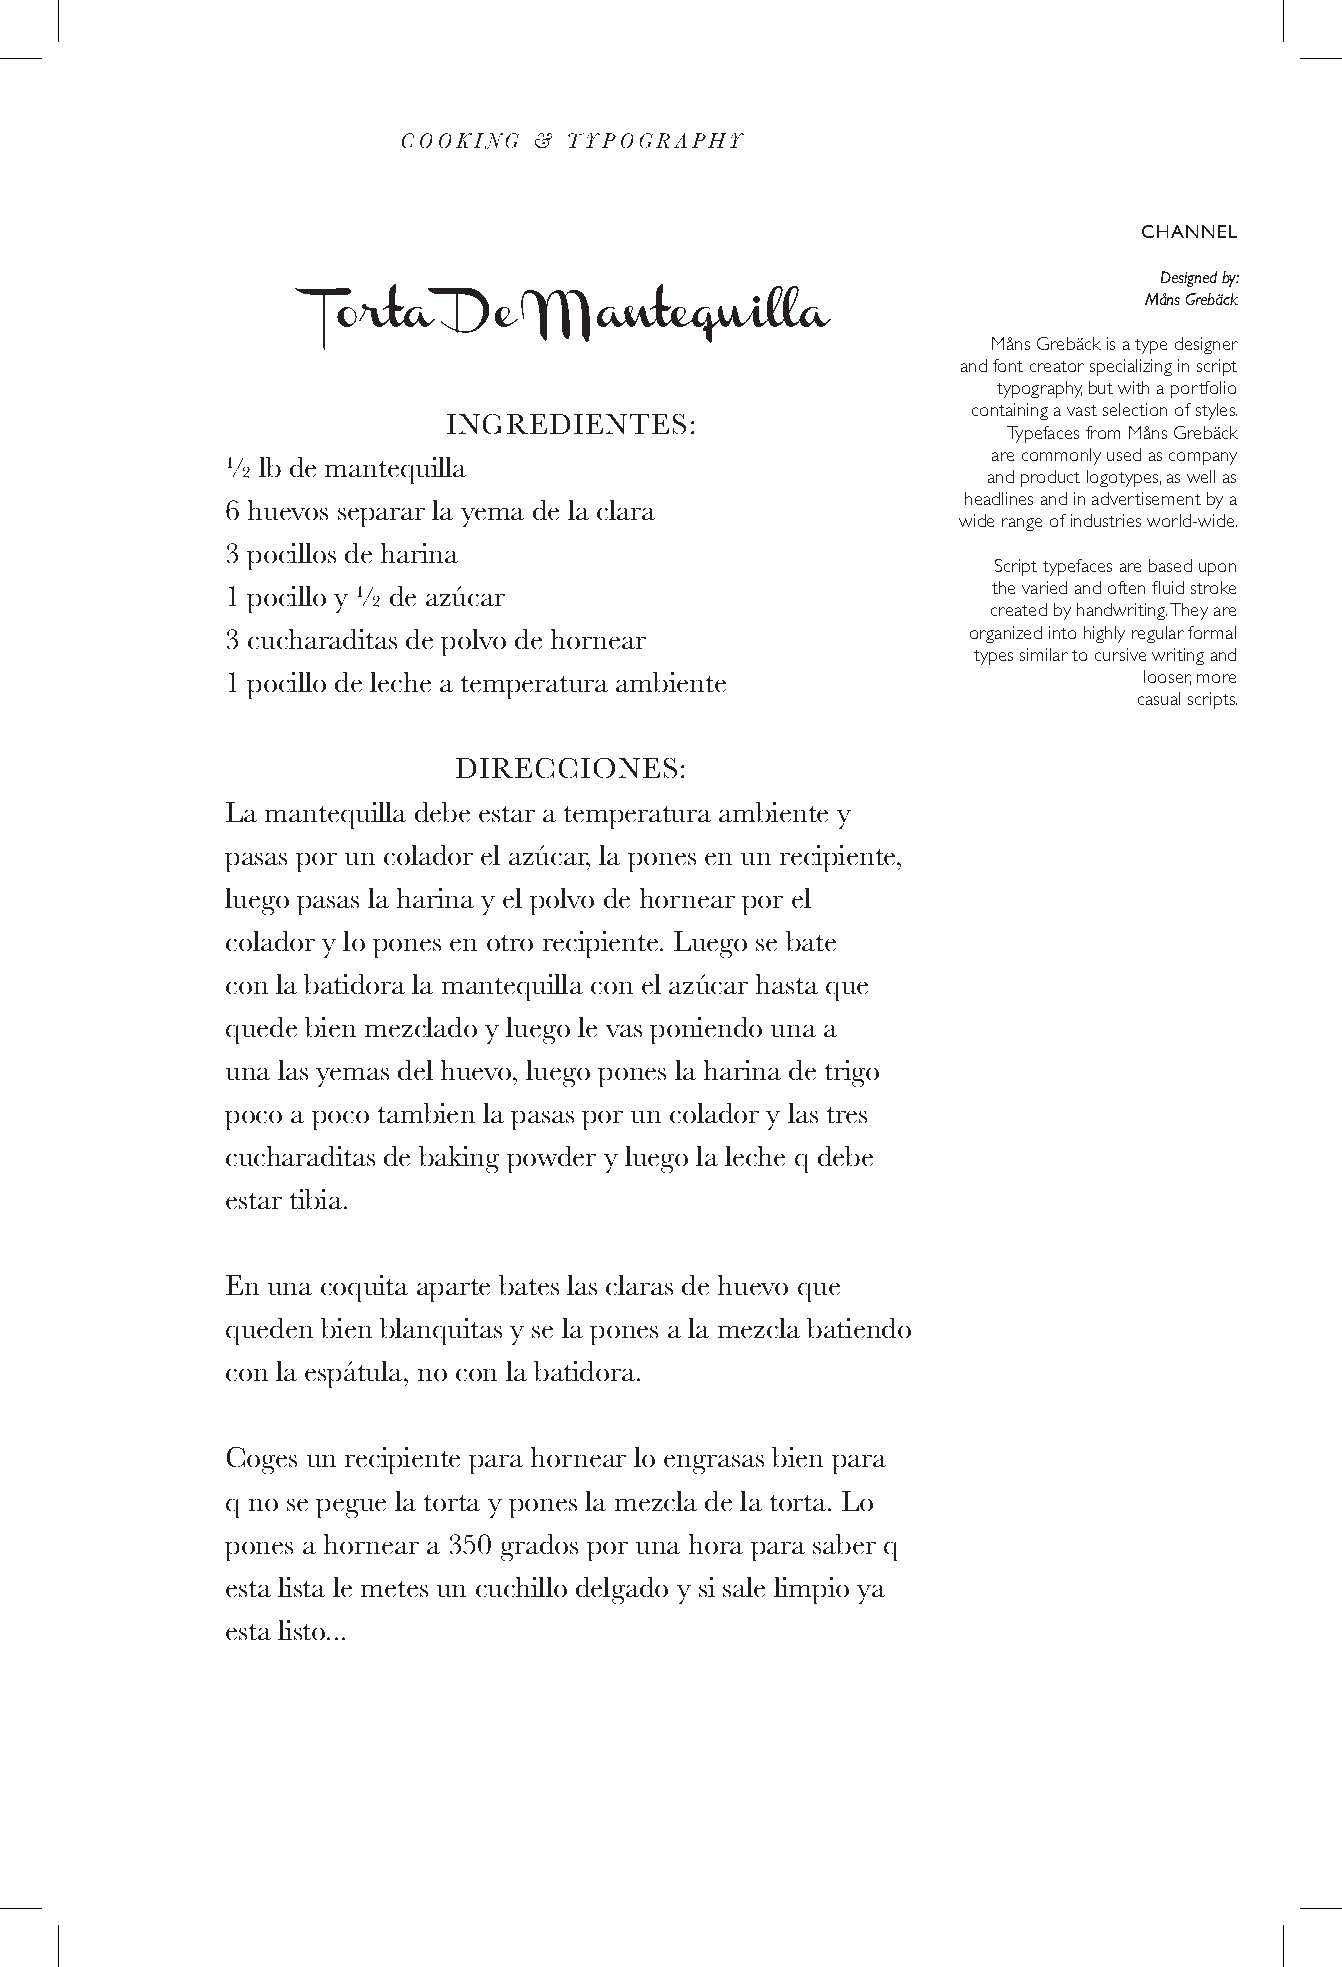 COOKING & TYPOGRAPHY
Torta De Mantequilla
INGREDIENTES:
½ lb de mantequilla
6 huevos separar la yema de la clara
3 pocillos de harina
1 pocillo y ½ de azúcar
3 cucharaditas de polvo de hornear
1 pocillo de leche a temperatura ambiente
DIRECCIONES:
La mantequilla debe estar a temperatura ambiente y
pasas por un colador el azúcar, la pones en un recipiente,
luego pasas la harina y el polvo de hornear por el
colador y lo pones en otro recipiente. Luego se bate
con la batidora la mantequilla con el azúcar hasta que
quede bien mezclado y luego le vas poniendo una a
una las yemas del huevo, luego pones la harina de trigo
poco a poco tambien la pasas por un colador y las tres
cucharaditas de baking powder y luego la leche q debe
estar tibia.
En una coquita aparte bates las claras de huevo que
queden bien blanquitas y se la pones a la mezcla batiendo
con la espátula, no con la batidora.
Coges un recipiente para hornear lo engrasas bien para
q no se pegue la torta y pones la mezcla de la torta. Lo
pones a hornear a 350 grados por una hora para saber q
esta lista le metes un cuchillo delgado y si sale limpio ya
esta listo...
CHANNEL
Designed by:
Måns Grebäck
Måns Grebäck is a type designer
and font creator specializing in script
typography, but with a portfolio
containing a vast selection of styles.
Typefaces from Måns Grebäck
are commonly used as company
and product logotypes, as well as
headlines and in advertisement by a
wide range of industries world-wide.
Script typefaces are based upon
the varied and often fluid stroke
created by handwriting. They are
organized into highly regular formal
types similar to cursive writing and
looser, more
casual scripts.